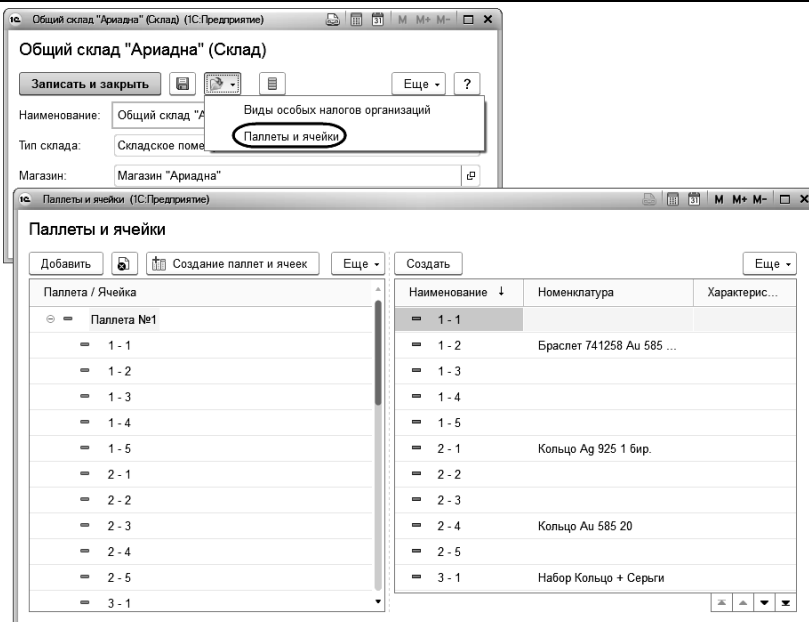 Общий склад "Ариадна" (Склад) (1С:Предприятие)
M M+ M-
Общий склад "Ариадна" (Склад)
Записать и закрыть
Еще
?
Наименование: Общий склад "А
Виды особых налогов организаций
Паллеты и ячейки
Тип склада: Складское поме
Магазин: Магазин "Ариадна"
Паллеты и ячейки (1С:Предприятие)
M M+ M-
Паллеты и ячейки
Добавить Создание паллет и ячеек Еще Создать Еще
Паллета / Ячейка Наименование ↓ Номенклатура Характерис...
Паллета №1 1 - 1
1 - 1 1 - 2 Браслет 741258 Au 585 ...
1 - 2 1 - 3
1 - 3 1 - 4
1 - 4 1 - 5
1 - 5 2 - 1 Кольцо Ag 925 1 бир.
2 - 1 2 - 2
2 - 2 2 - 3
2 - 3 2 - 4 Кольцо Au 585 20
2 - 4 2 - 5
2 - 5 3 - 1 Набор Кольцо + Серьги
3 - 1